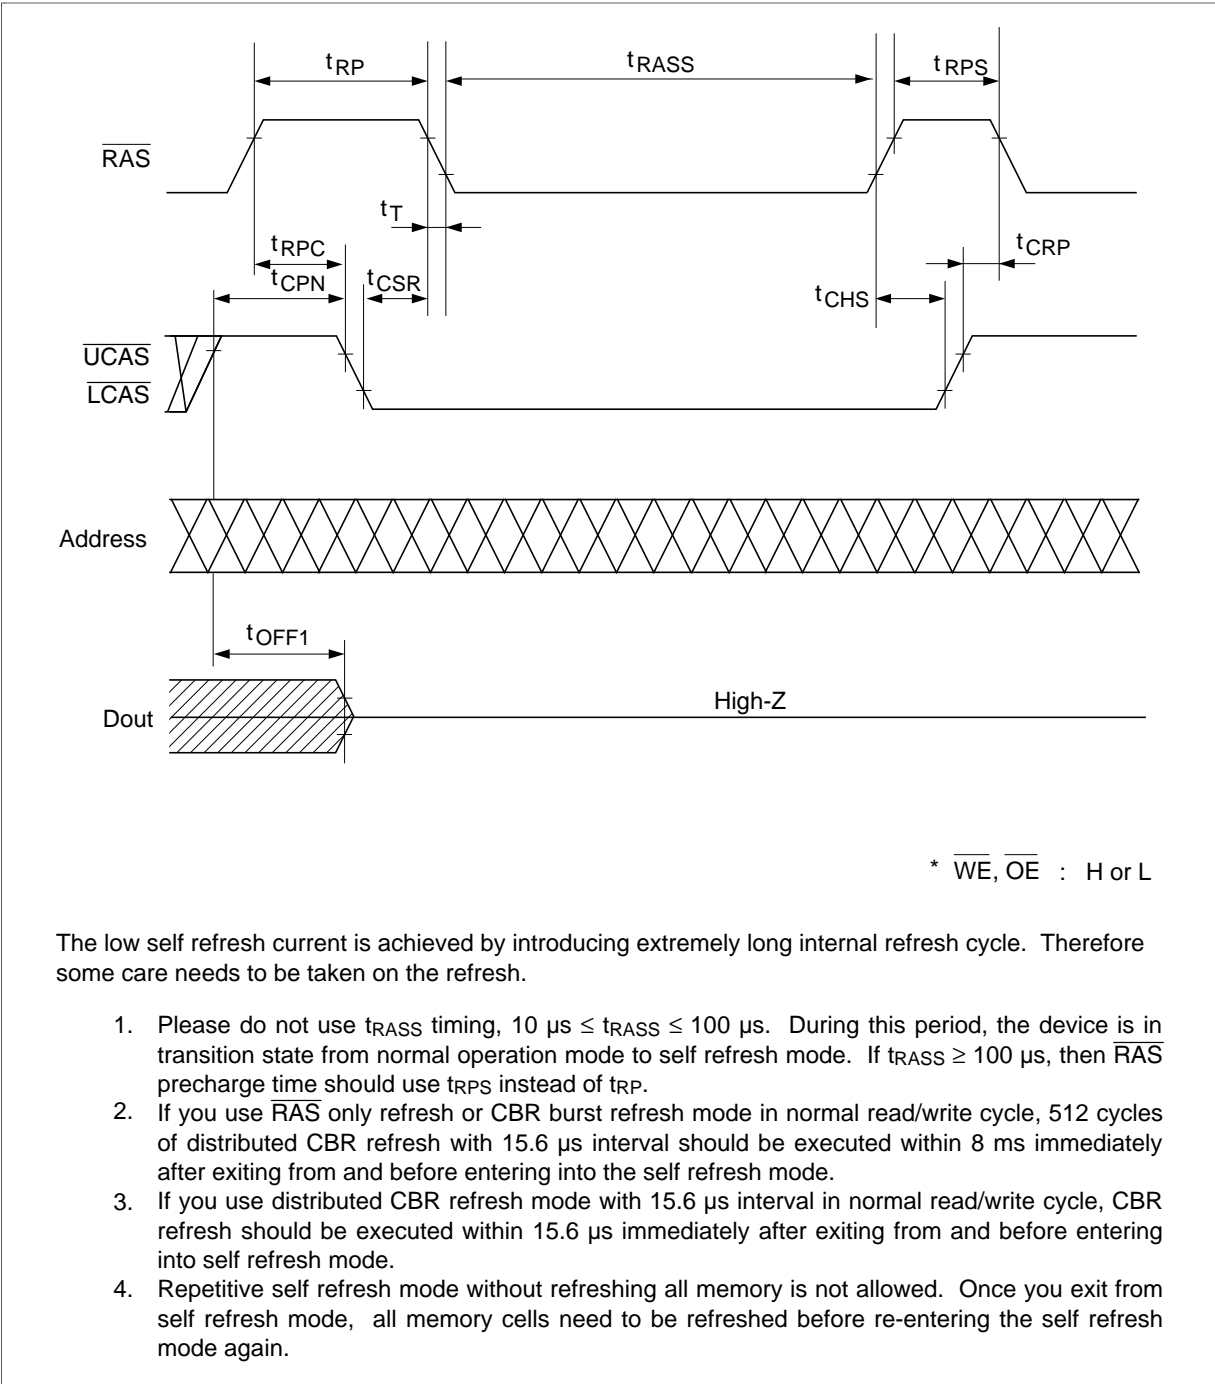 tRP tRASS tRPS
RAS
tT
tRPC tCRP
tCPN tCSR tCHS
UCAS
LCAS
Address
tOFF1
High-Z
Dout
* WE, OE : H or L
The low self refresh current is achieved by introducing extremely long internal refresh cycle. Therefore
some care needs to be taken on the refresh.
1. Please do not use tRASS timing, 10 µs ≤ tRASS ≤ 100 µs. During this period, the device is in
transition state from normal operation mode to self refresh mode. If tRASS ≥ 100 µs, then RAS
precharge time should use tRPS instead of tRP.
2. If you use RAS only refresh or CBR burst refresh mode in normal read/write cycle, 512 cycles
of distributed CBR refresh with 15.6 µs interval should be executed within 8 ms immediately
after exiting from and before entering into the self refresh mode.
3. If you use distributed CBR refresh mode with 15.6 µs interval in normal read/write cycle, CBR
refresh should be executed within 15.6 µs immediately after exiting from and before entering
into self refresh mode.
4. Repetitive self refresh mode without refreshing all memory is not allowed. Once you exit from
self refresh mode, all memory cells need to be refreshed before re-entering the self refresh
mode again.